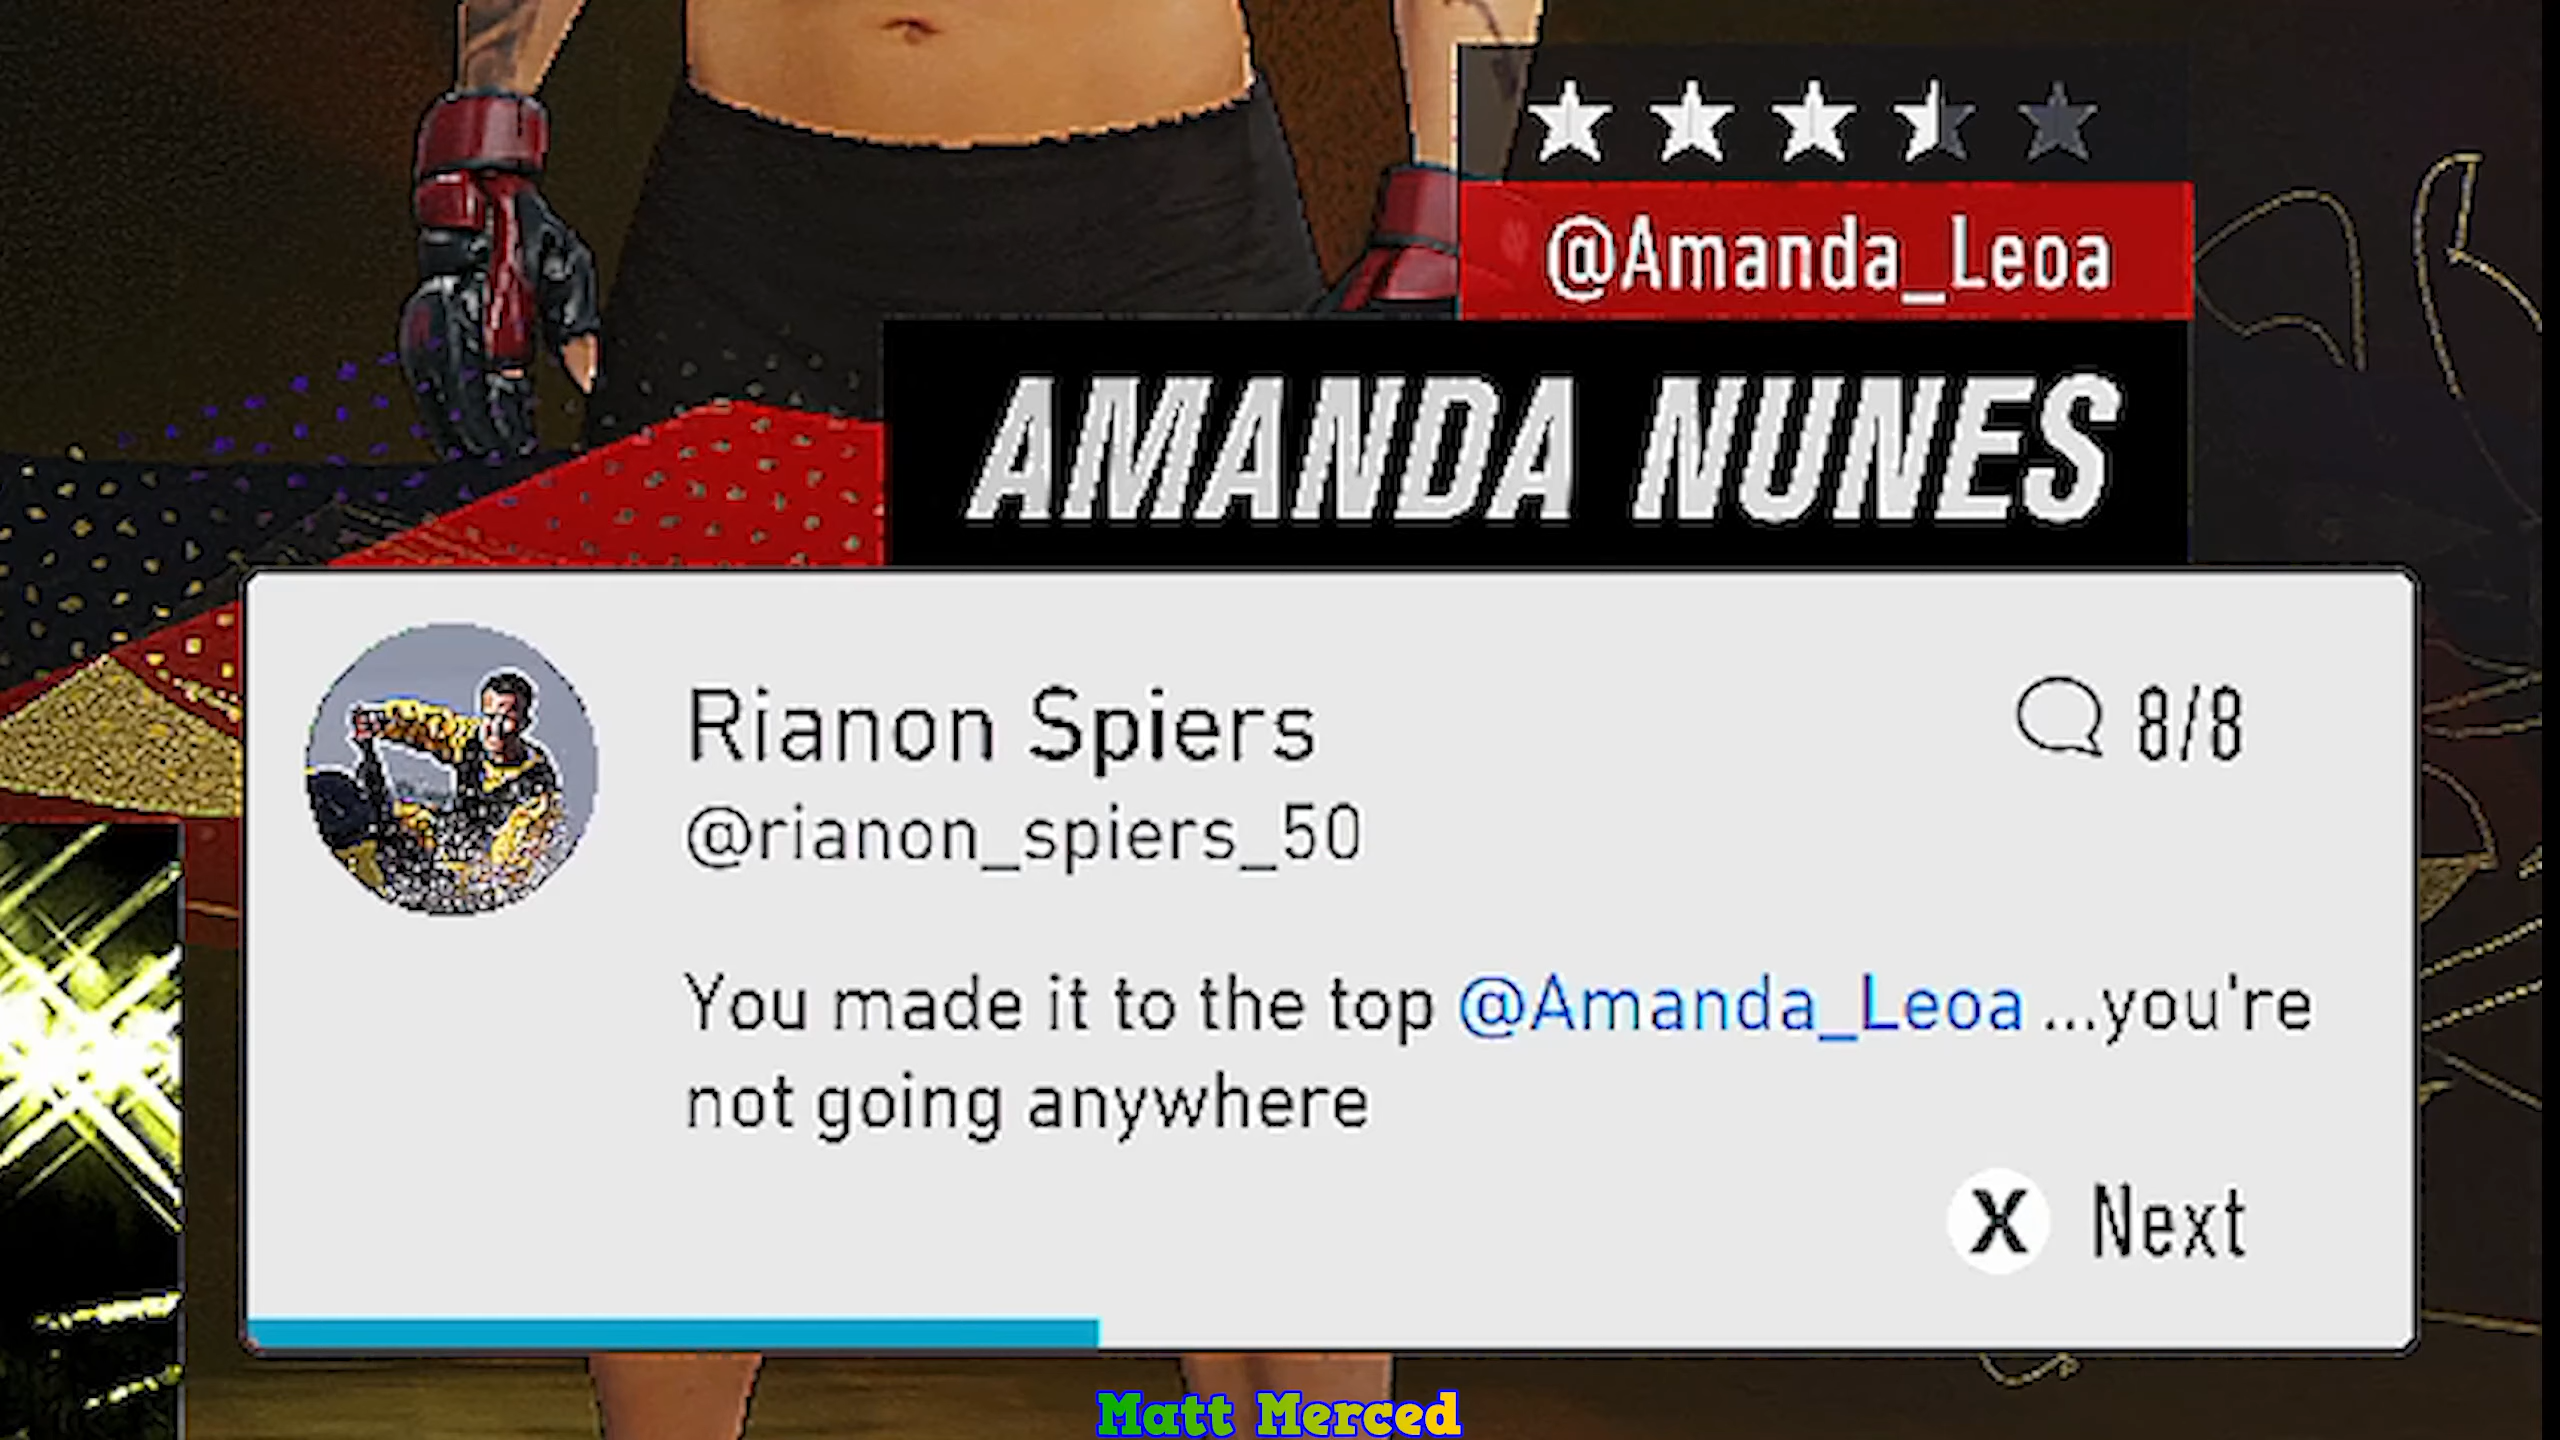 @Amanda_Leoa
AMANDA NUNES
Rianon Spiers
8/8
@rianon_spiers_50
You made it to the top @Amanda_Leoa ...you're
not going anywhere
X Next
Matt Merced